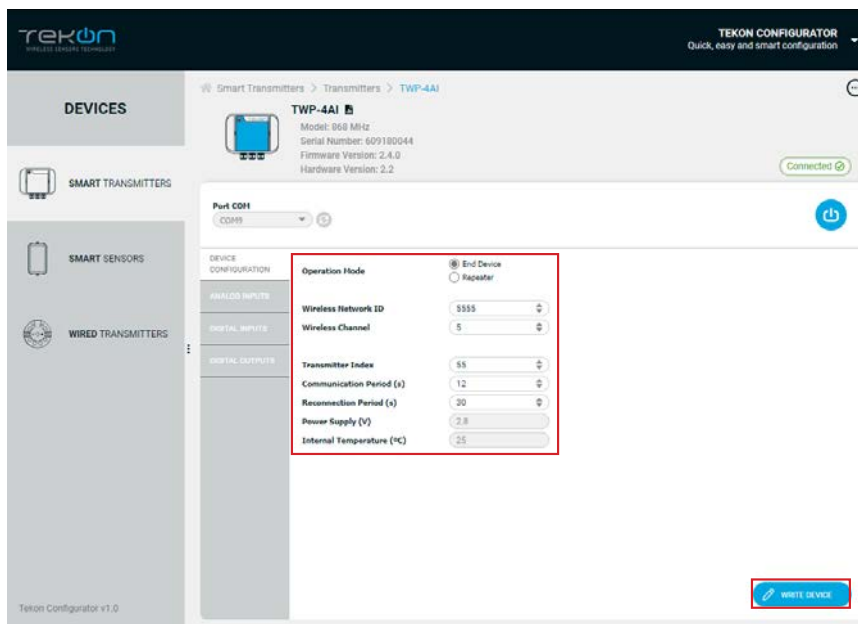 Tekon
WIRELESS SENSORS TECHNOLOGY
TEKON CONFIGURATOR
Quick, easy and smart configuration
DEVICES
SMART TRANSMITTERS
SMART SENSORS
WIRED TRANSMITTERS
Tekon Configurator v1.0
Smart Transmitters > Transmitters > TWP-4AI
TWP-4AI
Model: 868 MHz
Serial Number: 609180044
Firmware Version: 2.4.0
Hardware Version: 2.2
Connected
Port COM
COM9
DEVICE
CONFIGURATION
ANALOG INPUTS
DIGITAL INPUTS
DIGITAL OUTPUTS
Operation Mode
End Device
Repeater
Wireless Network ID 5555
Wireless Channel 5
Transmitter Index 55
Communication Period (s) 12
Reconnection Period (s) 30
Power Supply (V) 2.8
Internal Temperature (ºC) 25
WRITE DEVICE